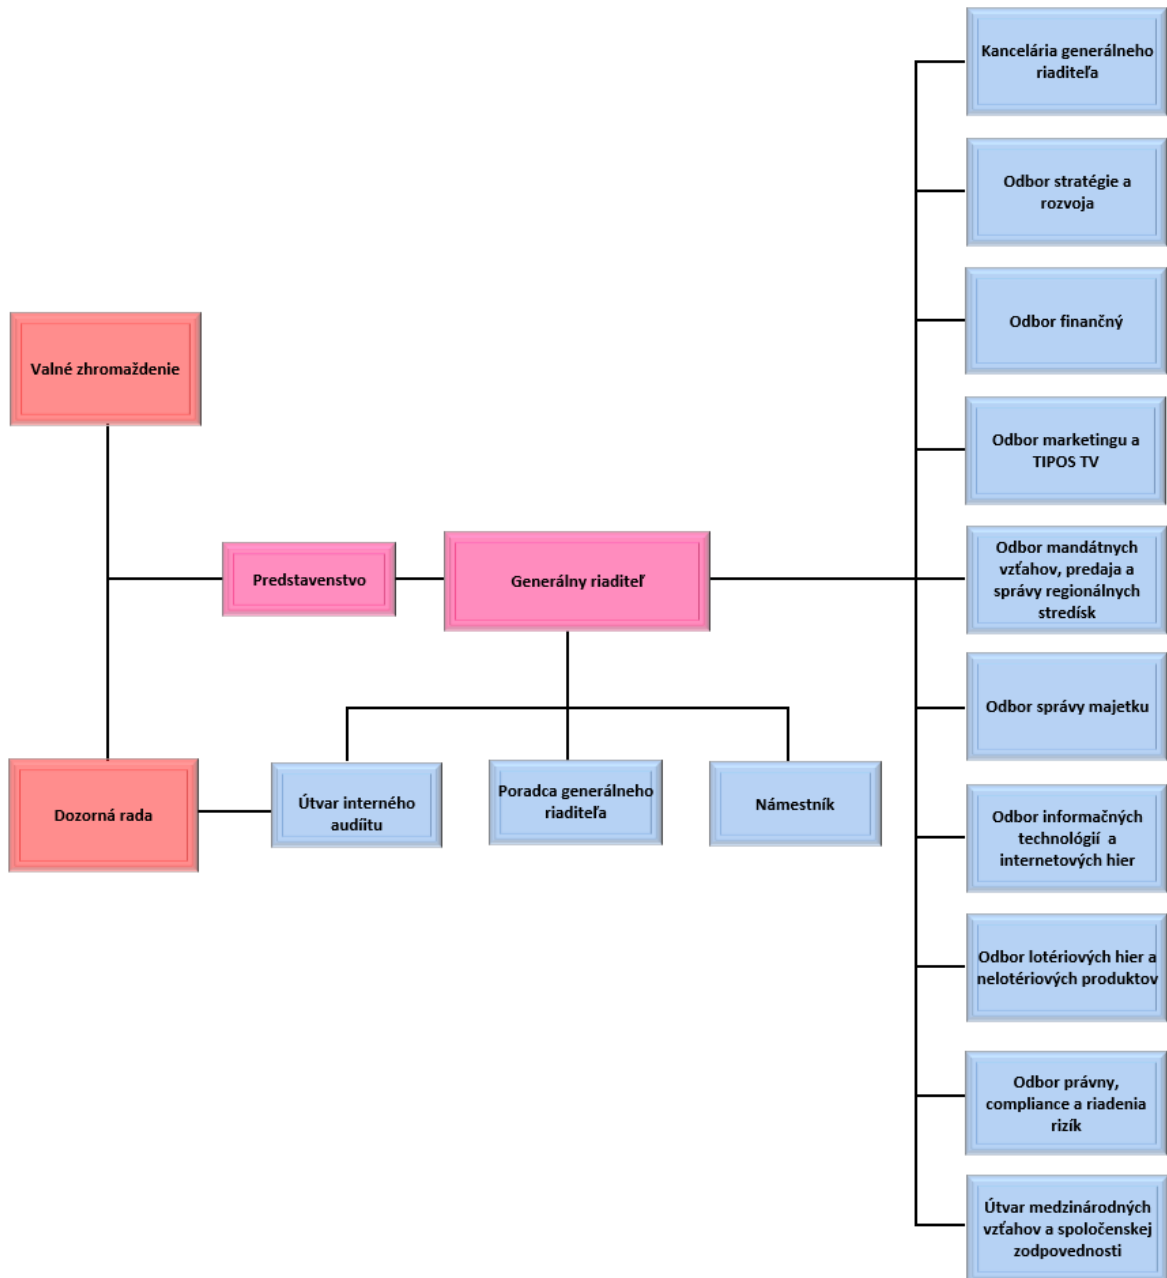 Kancelária generálneho
riaditeľa
Odbor stratégie a
rozvoja
Odbor finančný
Valné zhromaždenie
Odbor marketingu a
TIPOS TV
Predstavenstvo
Generálny riaditeľ
Odbor mandátnych
vzťahov, predaja a
správy regionálnych
stredísk
Odbor správy majetku
Dozorná rada
Útvar interného
audíitu
Poradca generálneho
riaditeľa
Námestník
Odbor informačných
technológií a
internetových hier
Odbor lotériových hier a
nelotériových produktov
Odbor právny,
compliance a riadenia
rizík
Útvar medzinárodných
vzťahov a spoločenskej
zodpovednosti